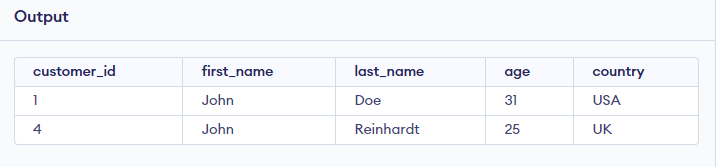 Output
customer_id first_name last_name age country
1 John Doe 31 USA
4 John Reinhardt 25 UK